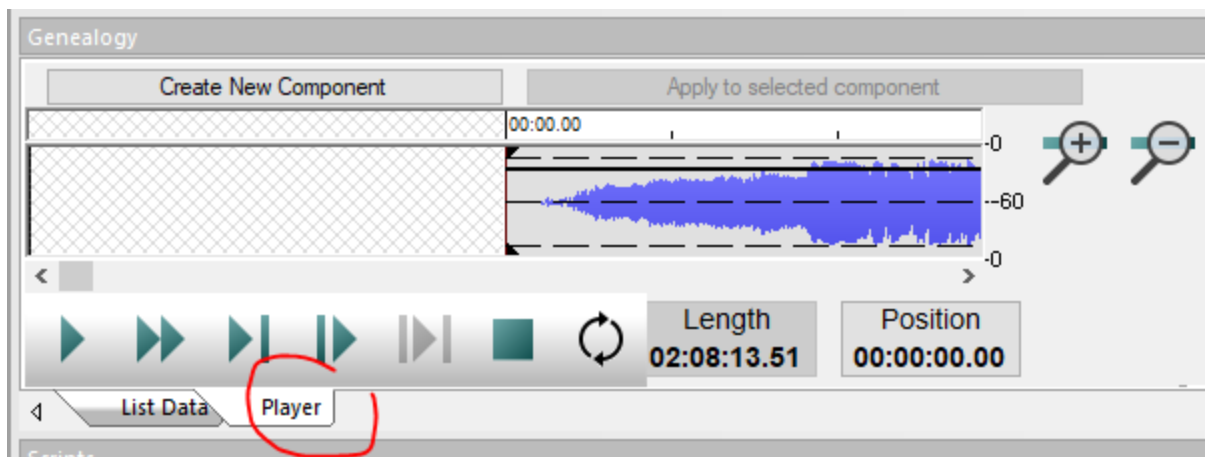 Genealogy
Create New Component
Apply to selected component
00:00.00
-0
--60
-0
Length
02:08:13.51
Position
00:00:00.00
List Data
Player
Scripts